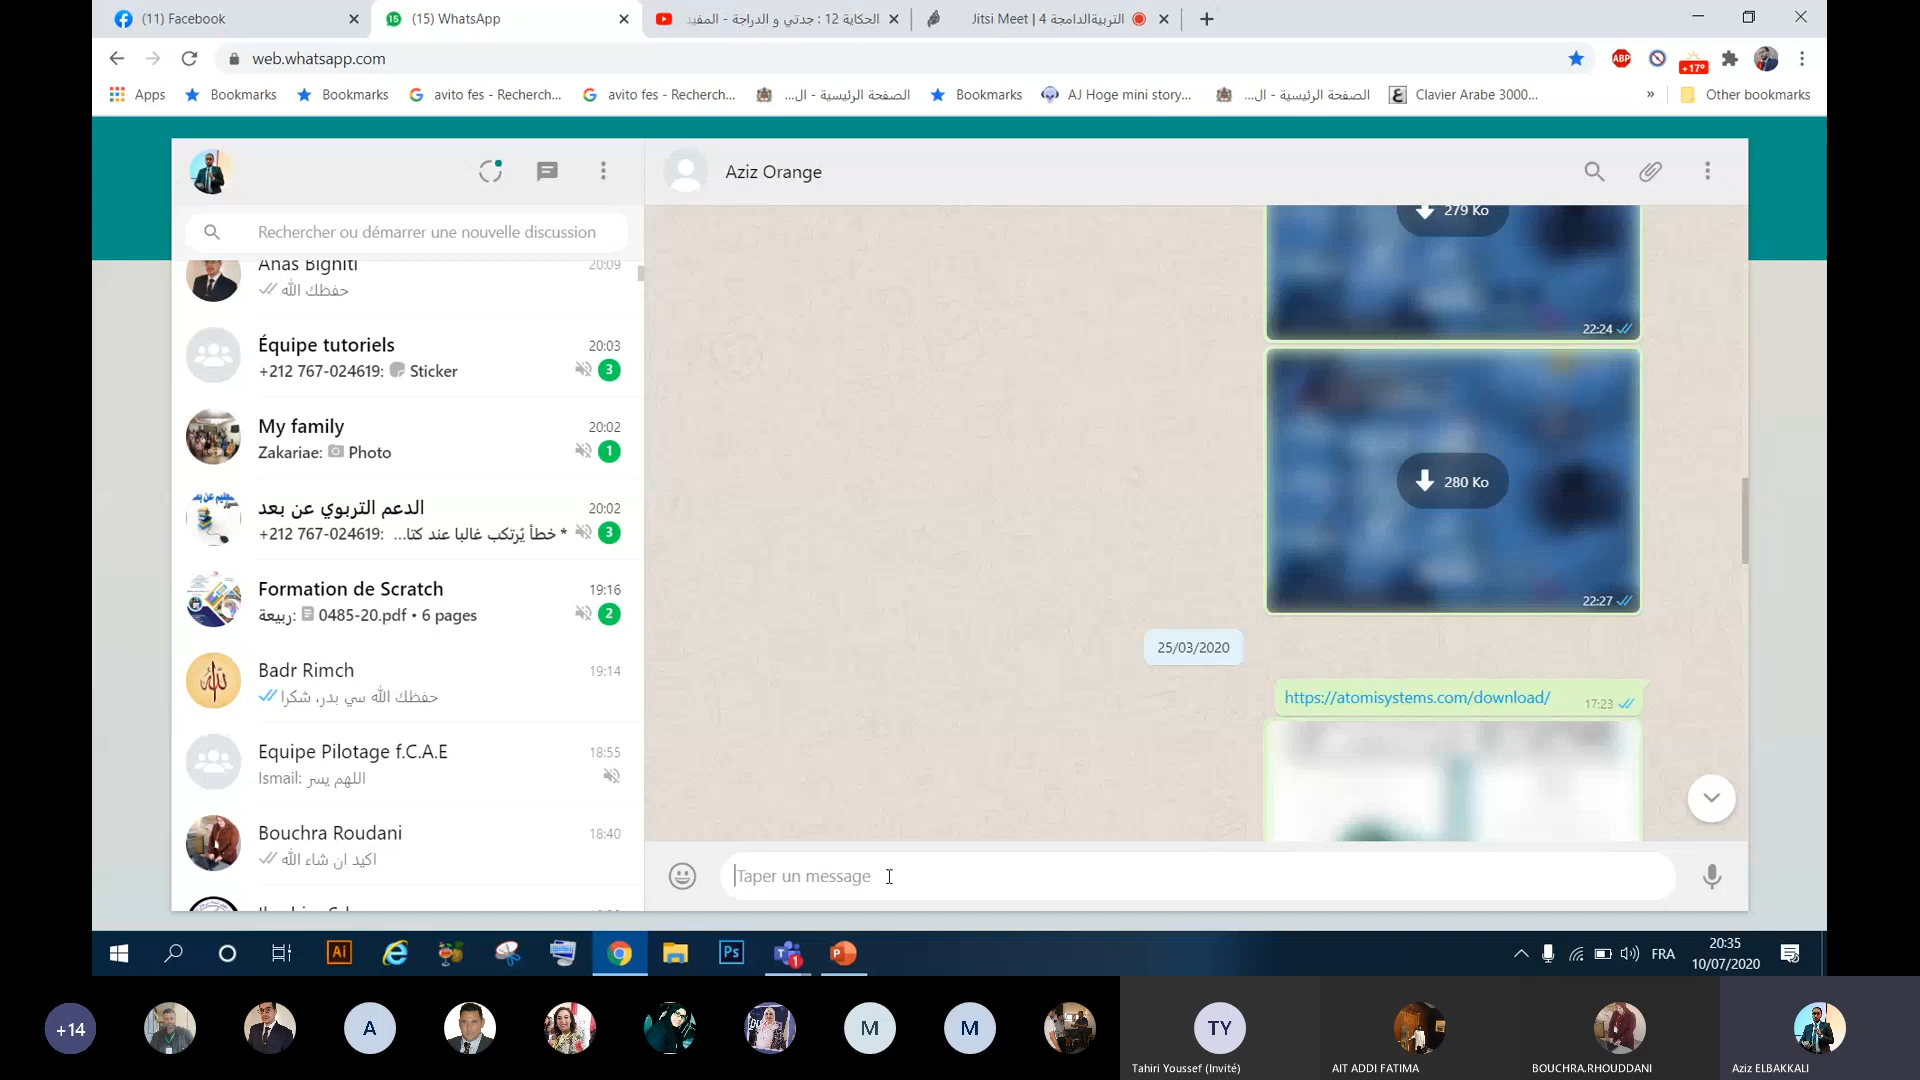 (11) Facebook
(15) WhatsApp
الحكاية 12 : جدتي و الدراجة - المفيد
Jitsi Meet | التربيةالدامجة 4
web.whatsapp.com
ABP
+17°
Apps
Bookmarks
Bookmarks
avito fes - Recherch...
avito fes - Recherch...
الصفحة الرئيسية - ال...
Bookmarks
AJ Hoge mini story...
الصفحة الرئيسية - ال...
Clavier Arabe 3000...
»
Other bookmarks
Aziz Orange
Rechercher ou démarrer une nouvelle discussion
Anas Bigniti 20:09
حفظك الله
Équipe tutoriels 20:03
+212 767-024619: Sticker 3
My family 20:02
Zakariae: Photo 1
الدعم التربوي عن بعد 20:02
+212 767-024619: * خطأ يُرتكب غالبا عند كتا... 3
Formation de Scratch 19:16
ربيعة: 0485-20.pdf • 6 pages 2
Badr Rimch 19:14
حفظك الله سي بدر، شكرا
Equipe Pilotage f.C.A.E 18:55
Ismail: اللهم يسر
Bouchra Roudani 18:40
اكيد ان شاء الله
279 Ko
22:24
280 Ko
22:27
25/03/2020
https://atomisystems.com/download/ 17:23
Taper un message
Ai
Ps
1
FRA
20:35
10/07/2020
+14
A
M
M
TY
Tahiri Youssef (Invité)
AIT ADDI FATIMA
BOUCHRA.RHOUDDANI
Aziz ELBAKKALI